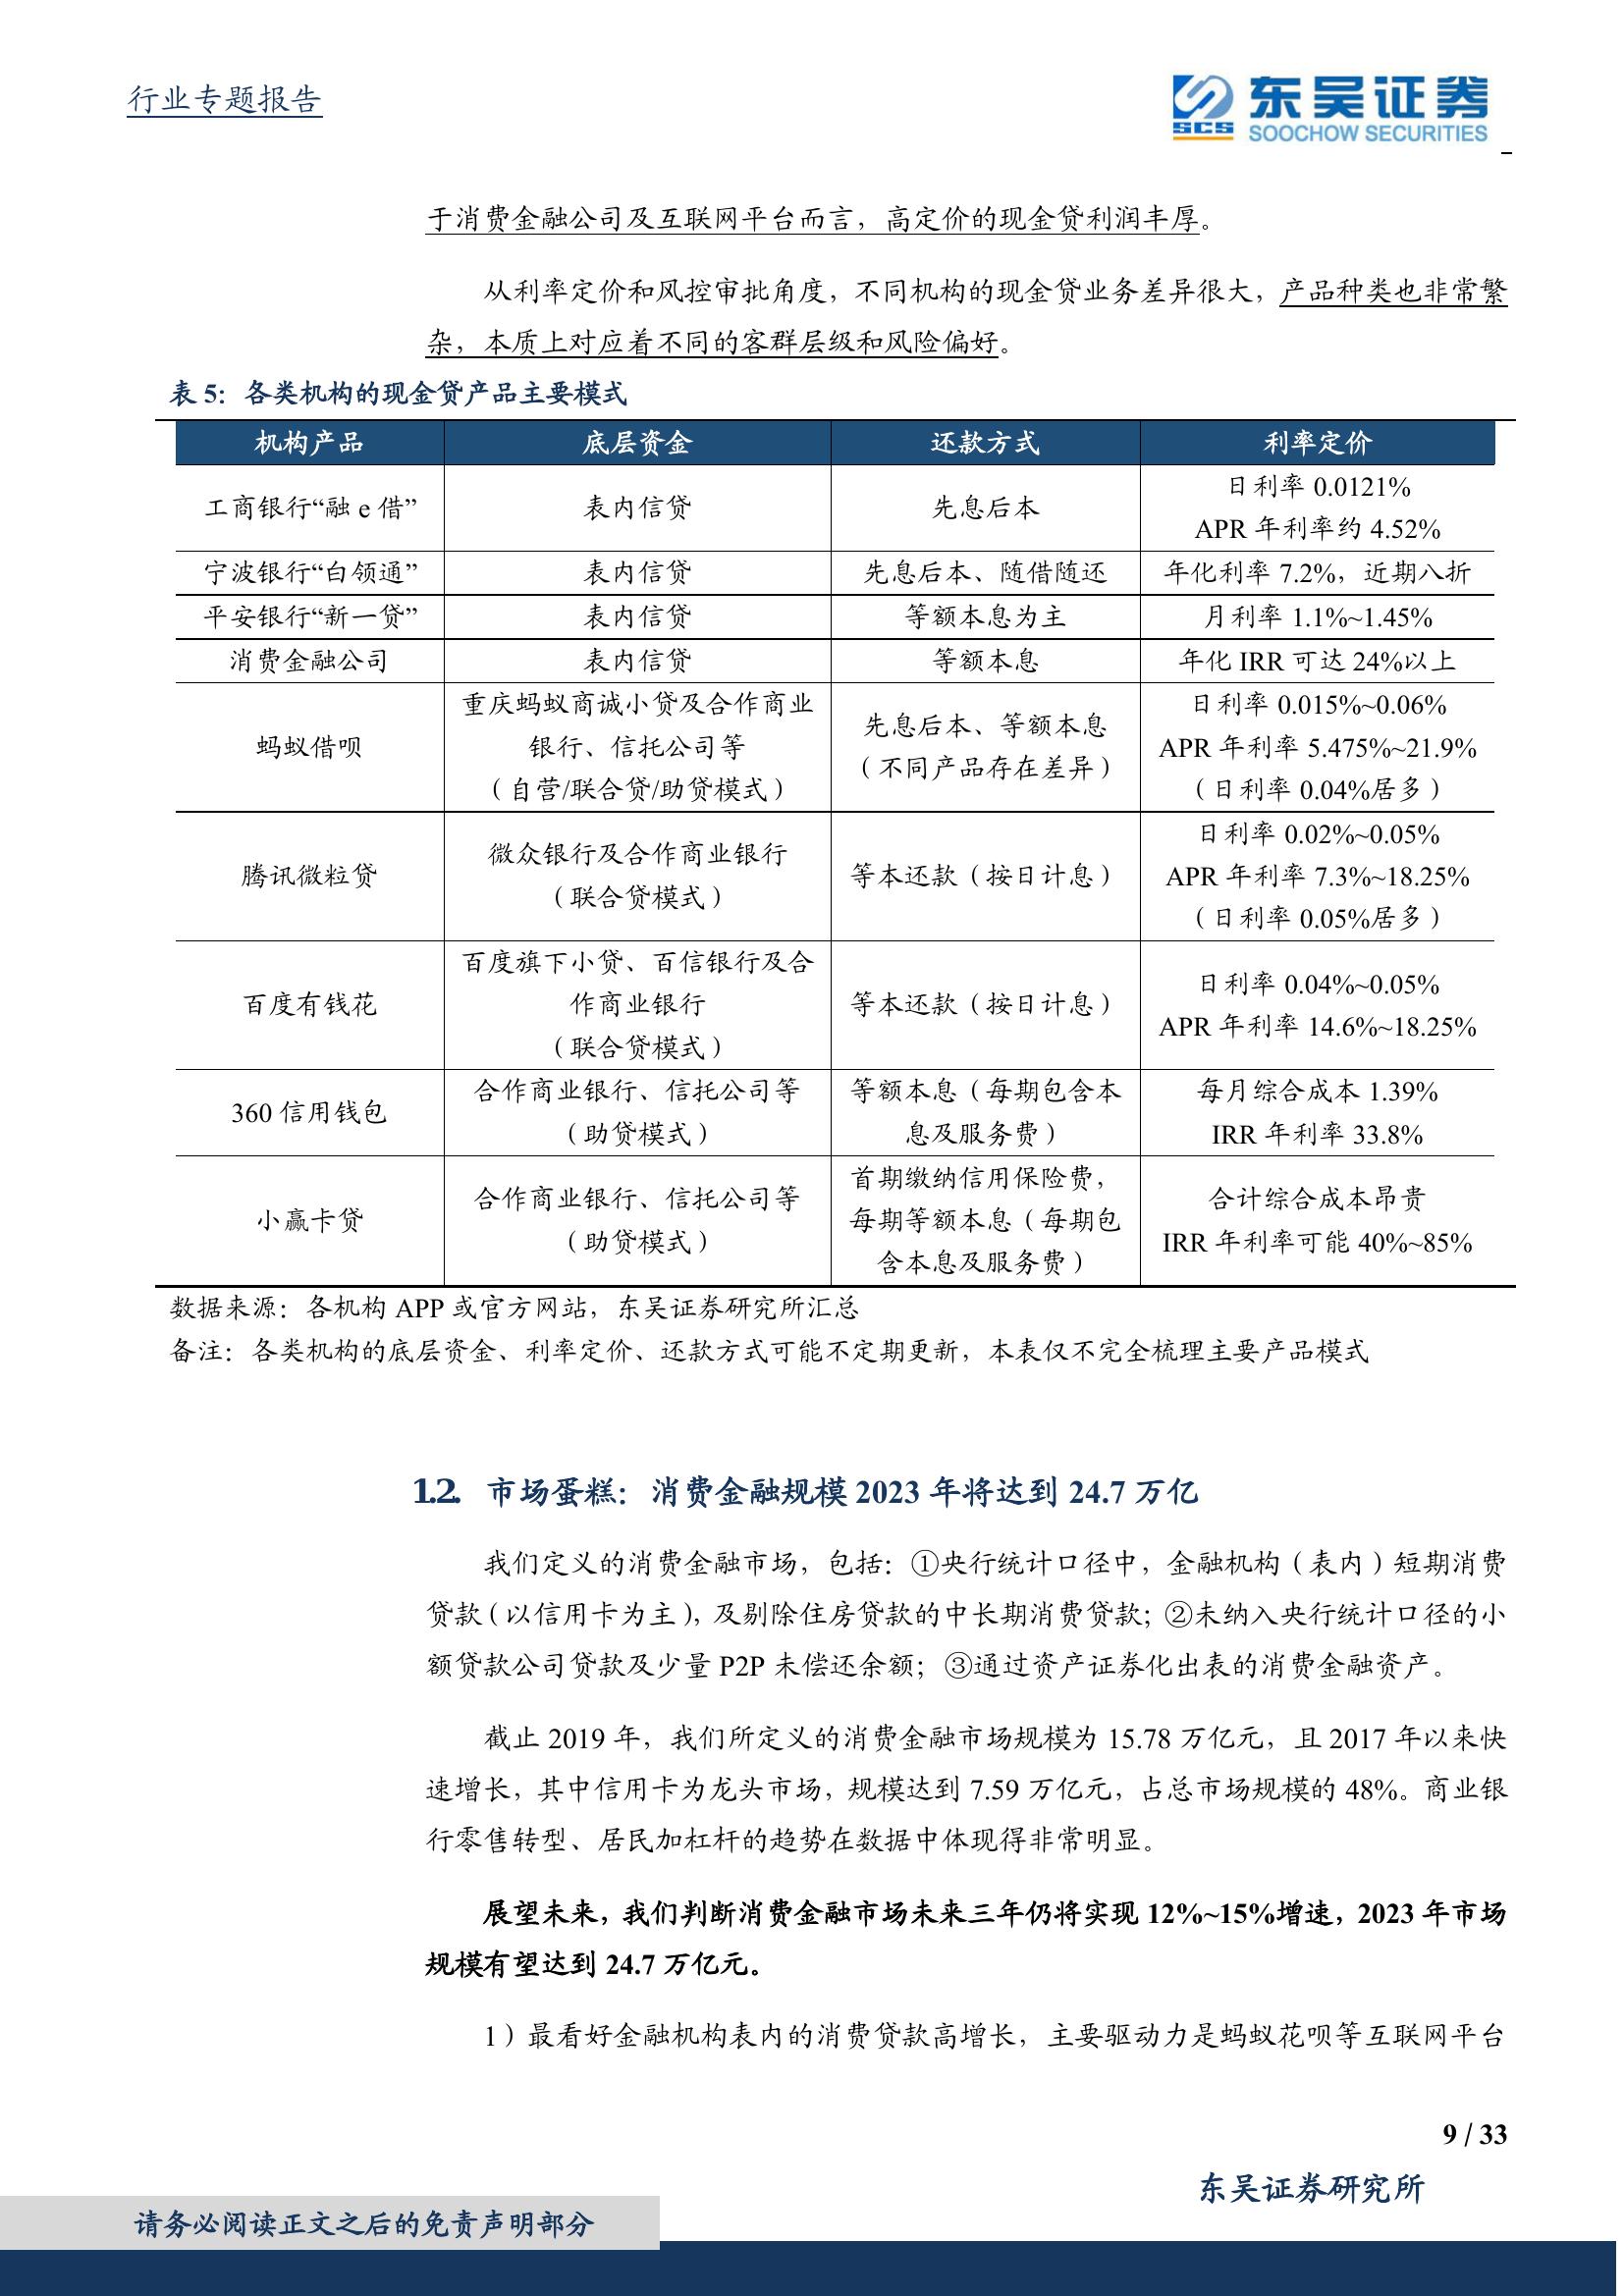 行业专题报告
SCS 东吴证券
SOOCHOW SECURITIES
于消费金融公司及互联网平台而言，高定价的现金贷利润丰厚。
从利率定价和风控审批角度，不同机构的现金贷业务差异很大，产品种类也非常繁
杂，本质上对应着不同的客群层级和风险偏好。
表 5：各类机构的现金贷产品主要模式
机构产品 底层资金 还款方式 利率定价
工商银行“融 e 借” 表内信贷 先息后本 日利率 0.0121%
APR 年利率约 4.52%
宁波银行“白领通” 表内信贷 先息后本、随借随还 年化利率 7.2%，近期八折
平安银行“新一贷” 表内信贷 等额本息为主 月利率 1.1%~1.45%
消费金融公司 表内信贷 等额本息 年化 IRR 可达 24%以上
蚂蚁借呗
重庆蚂蚁商诚小贷及合作商业
银行、信托公司等
（自营/联合贷/助贷模式）
先息后本、等额本息
（不同产品存在差异）
日利率 0.015%~0.06%
APR 年利率 5.475%~21.9%
（日利率 0.04%居多）
腾讯微粒贷
微众银行及合作商业银行
（联合贷模式）
等本还款（按日计息）
日利率 0.02%~0.05%
APR 年利率 7.3%~18.25%
（日利率 0.05%居多）
百度有钱花
百度旗下小贷、百信银行及合
作商业银行
（联合贷模式）
等本还款（按日计息）
日利率 0.04%~0.05%
APR 年利率 14.6%~18.25%
360 信用钱包
合作商业银行、信托公司等
（助贷模式）
等额本息（每期包含本
息及服务费）
每月综合成本 1.39%
IRR 年利率 33.8%
小赢卡贷
合作商业银行、信托公司等
（助贷模式）
首期缴纳信用保险费，
每期等额本息（每期包
含本息及服务费）
合计综合成本昂贵
IRR 年利率可能 40%~85%
数据来源：各机构 APP 或官方网站，东吴证券研究所汇总
备注：各类机构的底层资金、利率定价、还款方式可能不定期更新，本表仅不完全梳理主要产品模式
1.2. 市场蛋糕：消费金融规模 2023 年将达到 24.7 万亿
我们定义的消费金融市场，包括：①央行统计口径中，金融机构（表内）短期消费
贷款（以信用卡为主），及剔除住房贷款的中长期消费贷款；②未纳入央行统计口径的小
额贷款公司贷款及少量 P2P 未偿还余额；③通过资产证券化出表的消费金融资产。
截止 2019 年，我们所定义的消费金融市场规模为 15.78 万亿元，且 2017 年以来快
速增长，其中信用卡为龙头市场，规模达到 7.59 万亿元，占总市场规模的 48%。商业银
行零售转型、居民加杠杆的趋势在数据中体现得非常明显。
展望未来，我们判断消费金融市场未来三年仍将实现 12%~15%增速，2023 年市场
规模有望达到 24.7 万亿元。
1）最看好金融机构表内的消费贷款高增长，主要驱动力是蚂蚁花呗等互联网平台
9 / 33
东吴证券研究所
请务必阅读正文之后的免责声明部分